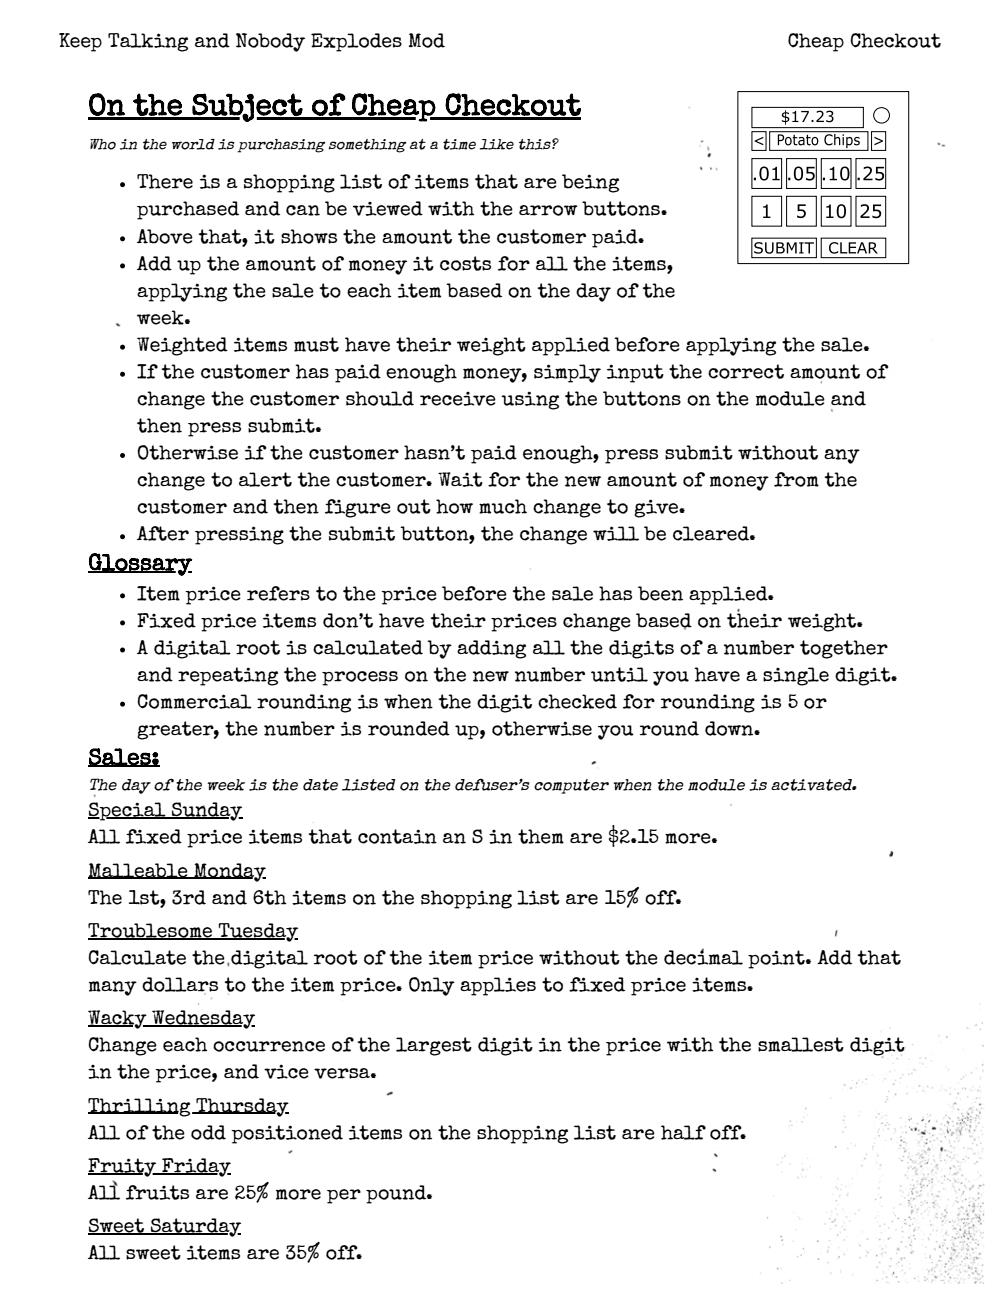 Keep Talking and Nobody Explodes Mod
Cheap Checkout
On the Subject of Cheap Checkout
Who in the world is purchasing something at a time like this?
$17.23
< Potato Chips >
.01 .05 .10 .25
1 5 10 25
SUBMIT CLEAR
• There is a shopping list of items that are being
purchased and can be viewed with the arrow buttons.
• Above that, it shows the amount the customer paid.
• Add up the amount of money it costs for all the items,
applying the sale to each item based on the day of the
week.
• Weighted items must have their weight applied before applying the sale.
• If the customer has paid enough money, simply input the correct amount of
change the customer should receive using the buttons on the module and
then press submit.
• Otherwise if the customer hasn't paid enough, press submit without any
change to alert the customer. Wait for the new amount of money from the
customer and then figure out how much change to give.
• After pressing the submit button, the change will be cleared.
Glossary
• Item price refers to the price before the sale has been applied.
• Fixed price items don't have their prices change based on their weight.
• A digital root is calculated by adding all the digits of a number together
and repeating the process on the new number until you have a single digit.
• Commercial rounding is when the digit checked for rounding is 5 or
greater, the number is rounded up, otherwise you round down.
Sales:
The day of the week is the date listed on the defuser's computer when the module is activated.
Special Sunday
All fixed price items that contain an S in them are $2.15 more.
Malleable Monday
The 1st, 3rd and 6th items on the shopping list are 15% off.
Troublesome Tuesday
Calculate the digital root of the item price without the decimal point. Add that
many dollars to the item price. Only applies to fixed price items.
Wacky Wednesday
Change each occurrence of the largest digit in the price with the smallest digit
in the price, and vice versa.
Thrilling Thursday
All of the odd positioned items on the shopping list are half off.
Fruity Friday
All fruits are 25% more per pound.
Sweet Saturday
All sweet items are 35% off.